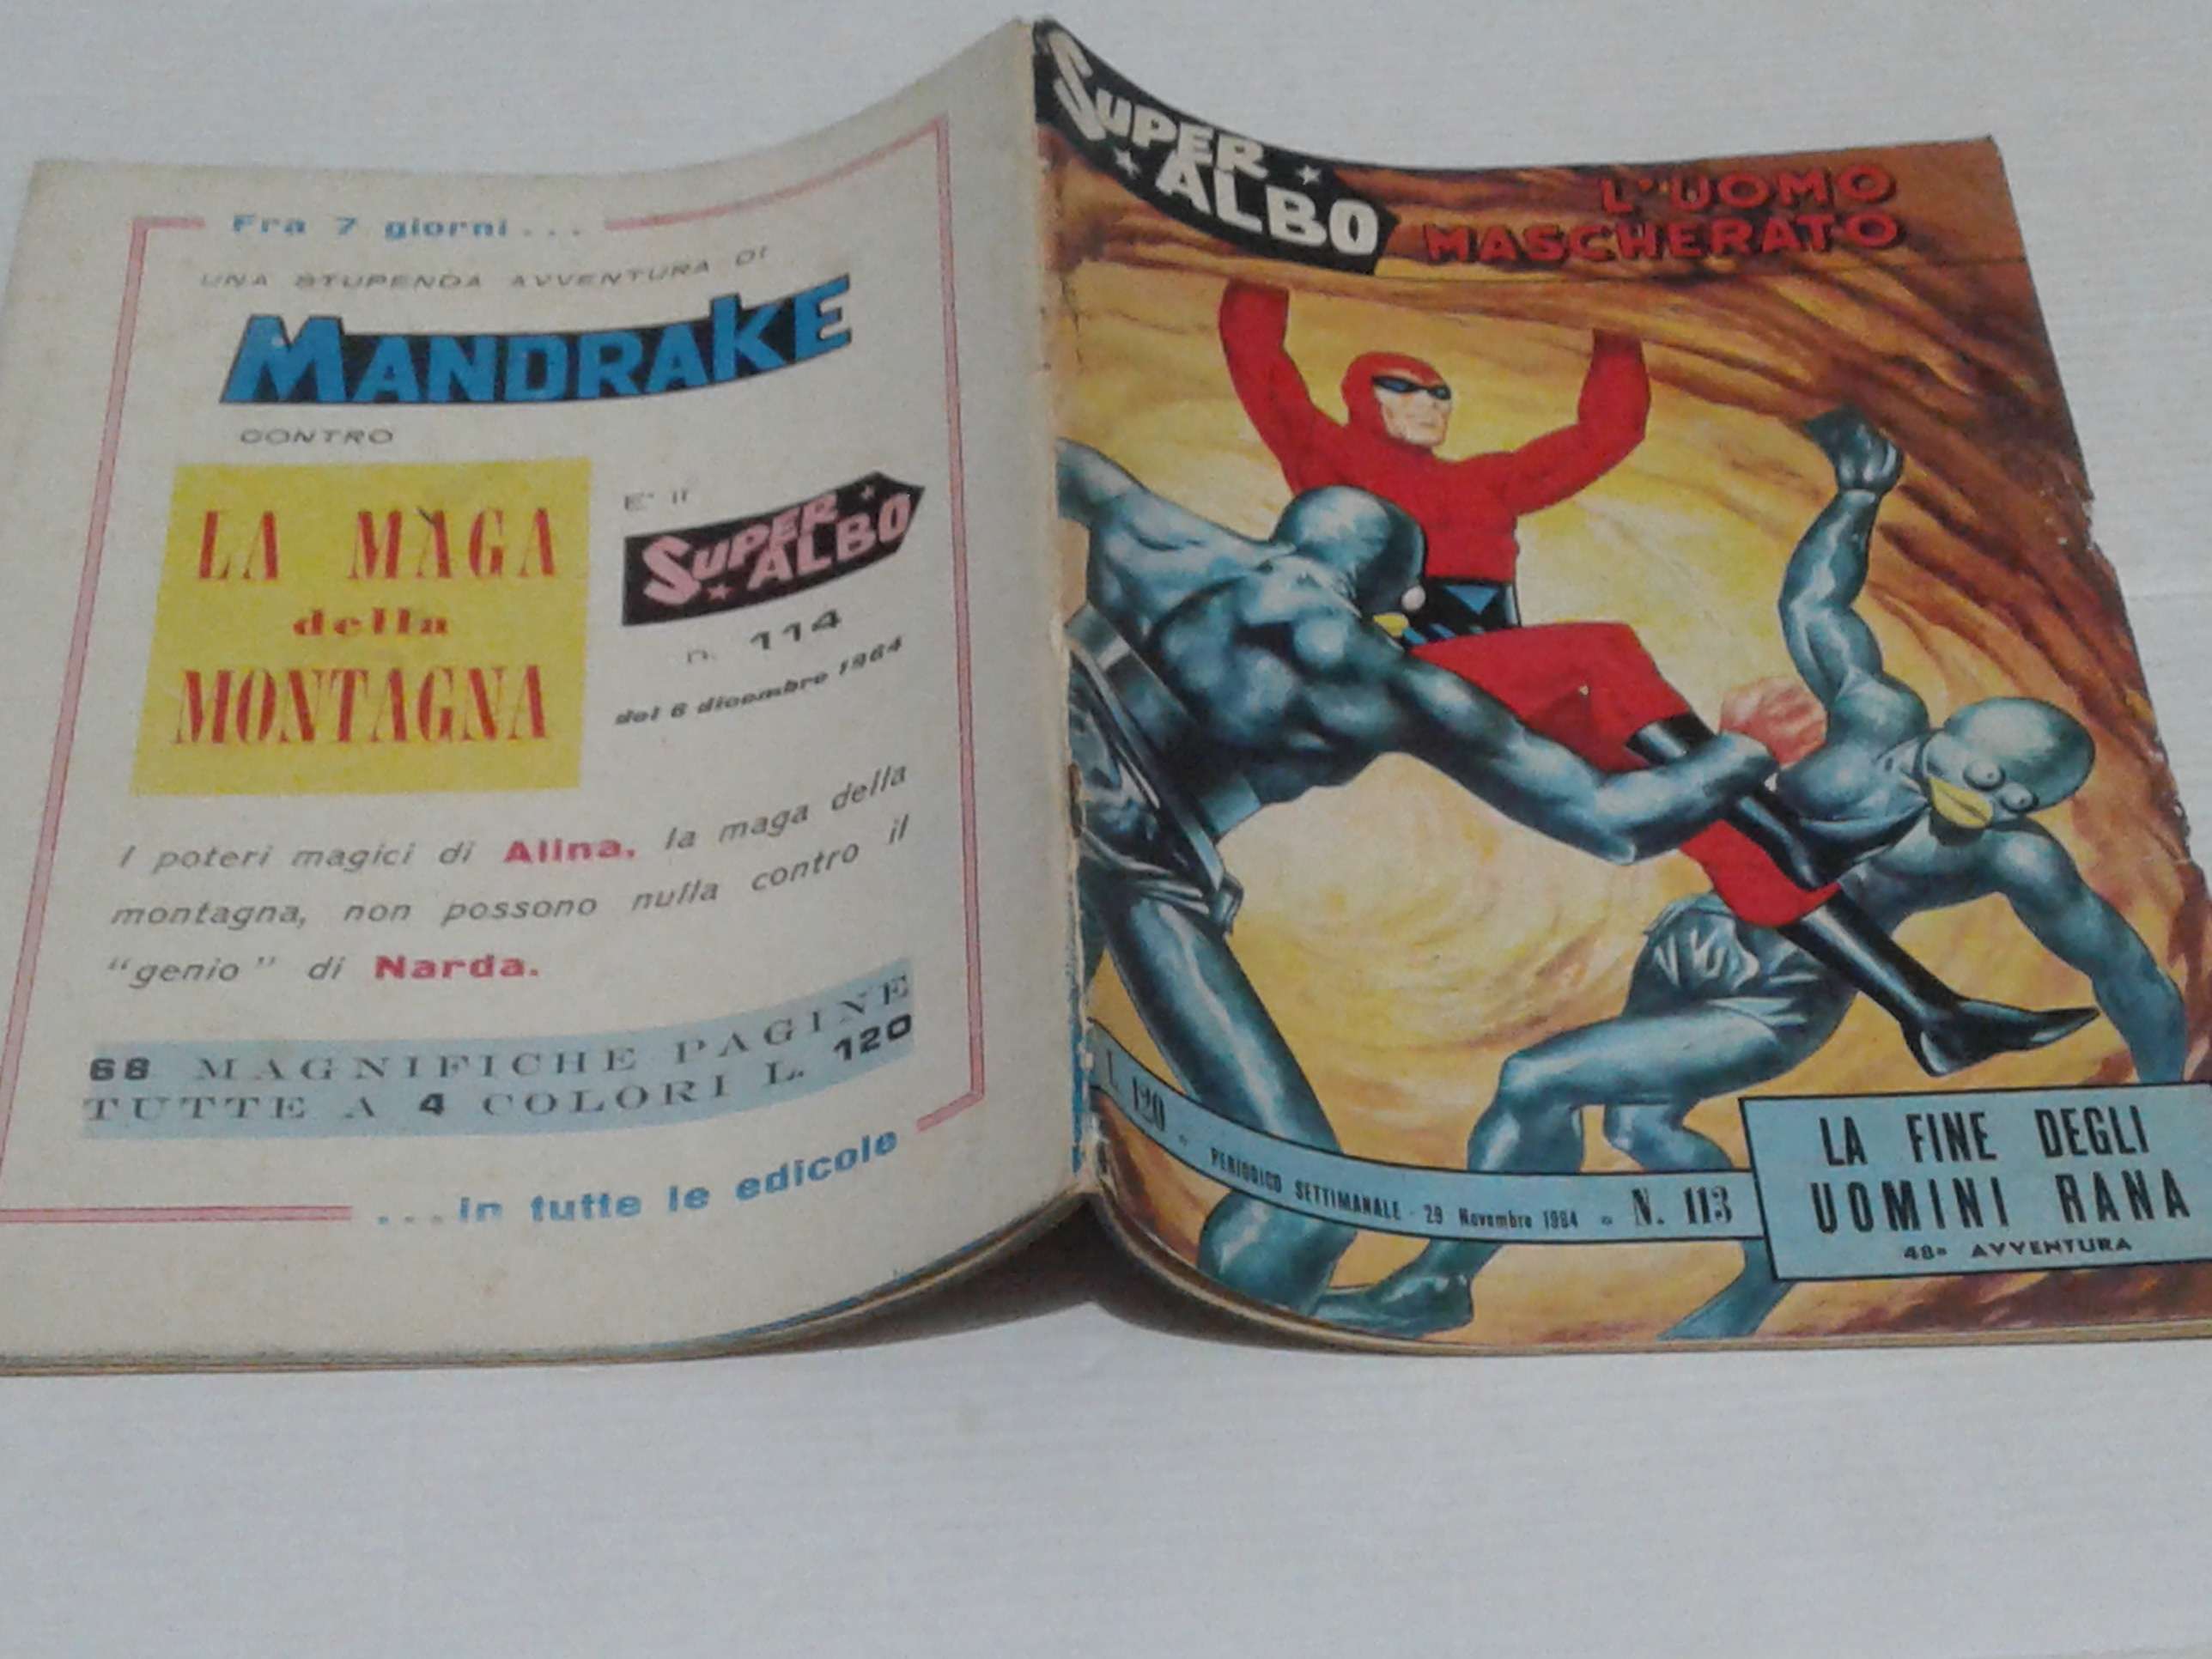 Fra 7 giorni...
UNA STUPENDA AVVENTURA DI
MANDRAKE
CONTRO
LA MAGA
della
MONTAGNA
E' il
SUPER ALBO
n. 114
del 6 dicembre 1964
I poteri magici di Alina, la maga della
montagna, non possono nulla contro il
"genio" di Narda.
68 MAGNIFICHE PAGINE
TUTTE A 4 COLORI L. 120
...in tutte le edicole
SUPER ALBO
L'UOMO
MASCHERATO
L. 120 - PERIODICO SETTIMANALE - 29 Novembre 1964 - N. 113
LA FINE DEGLI
UOMINI RANA
48ª AVVENTURA